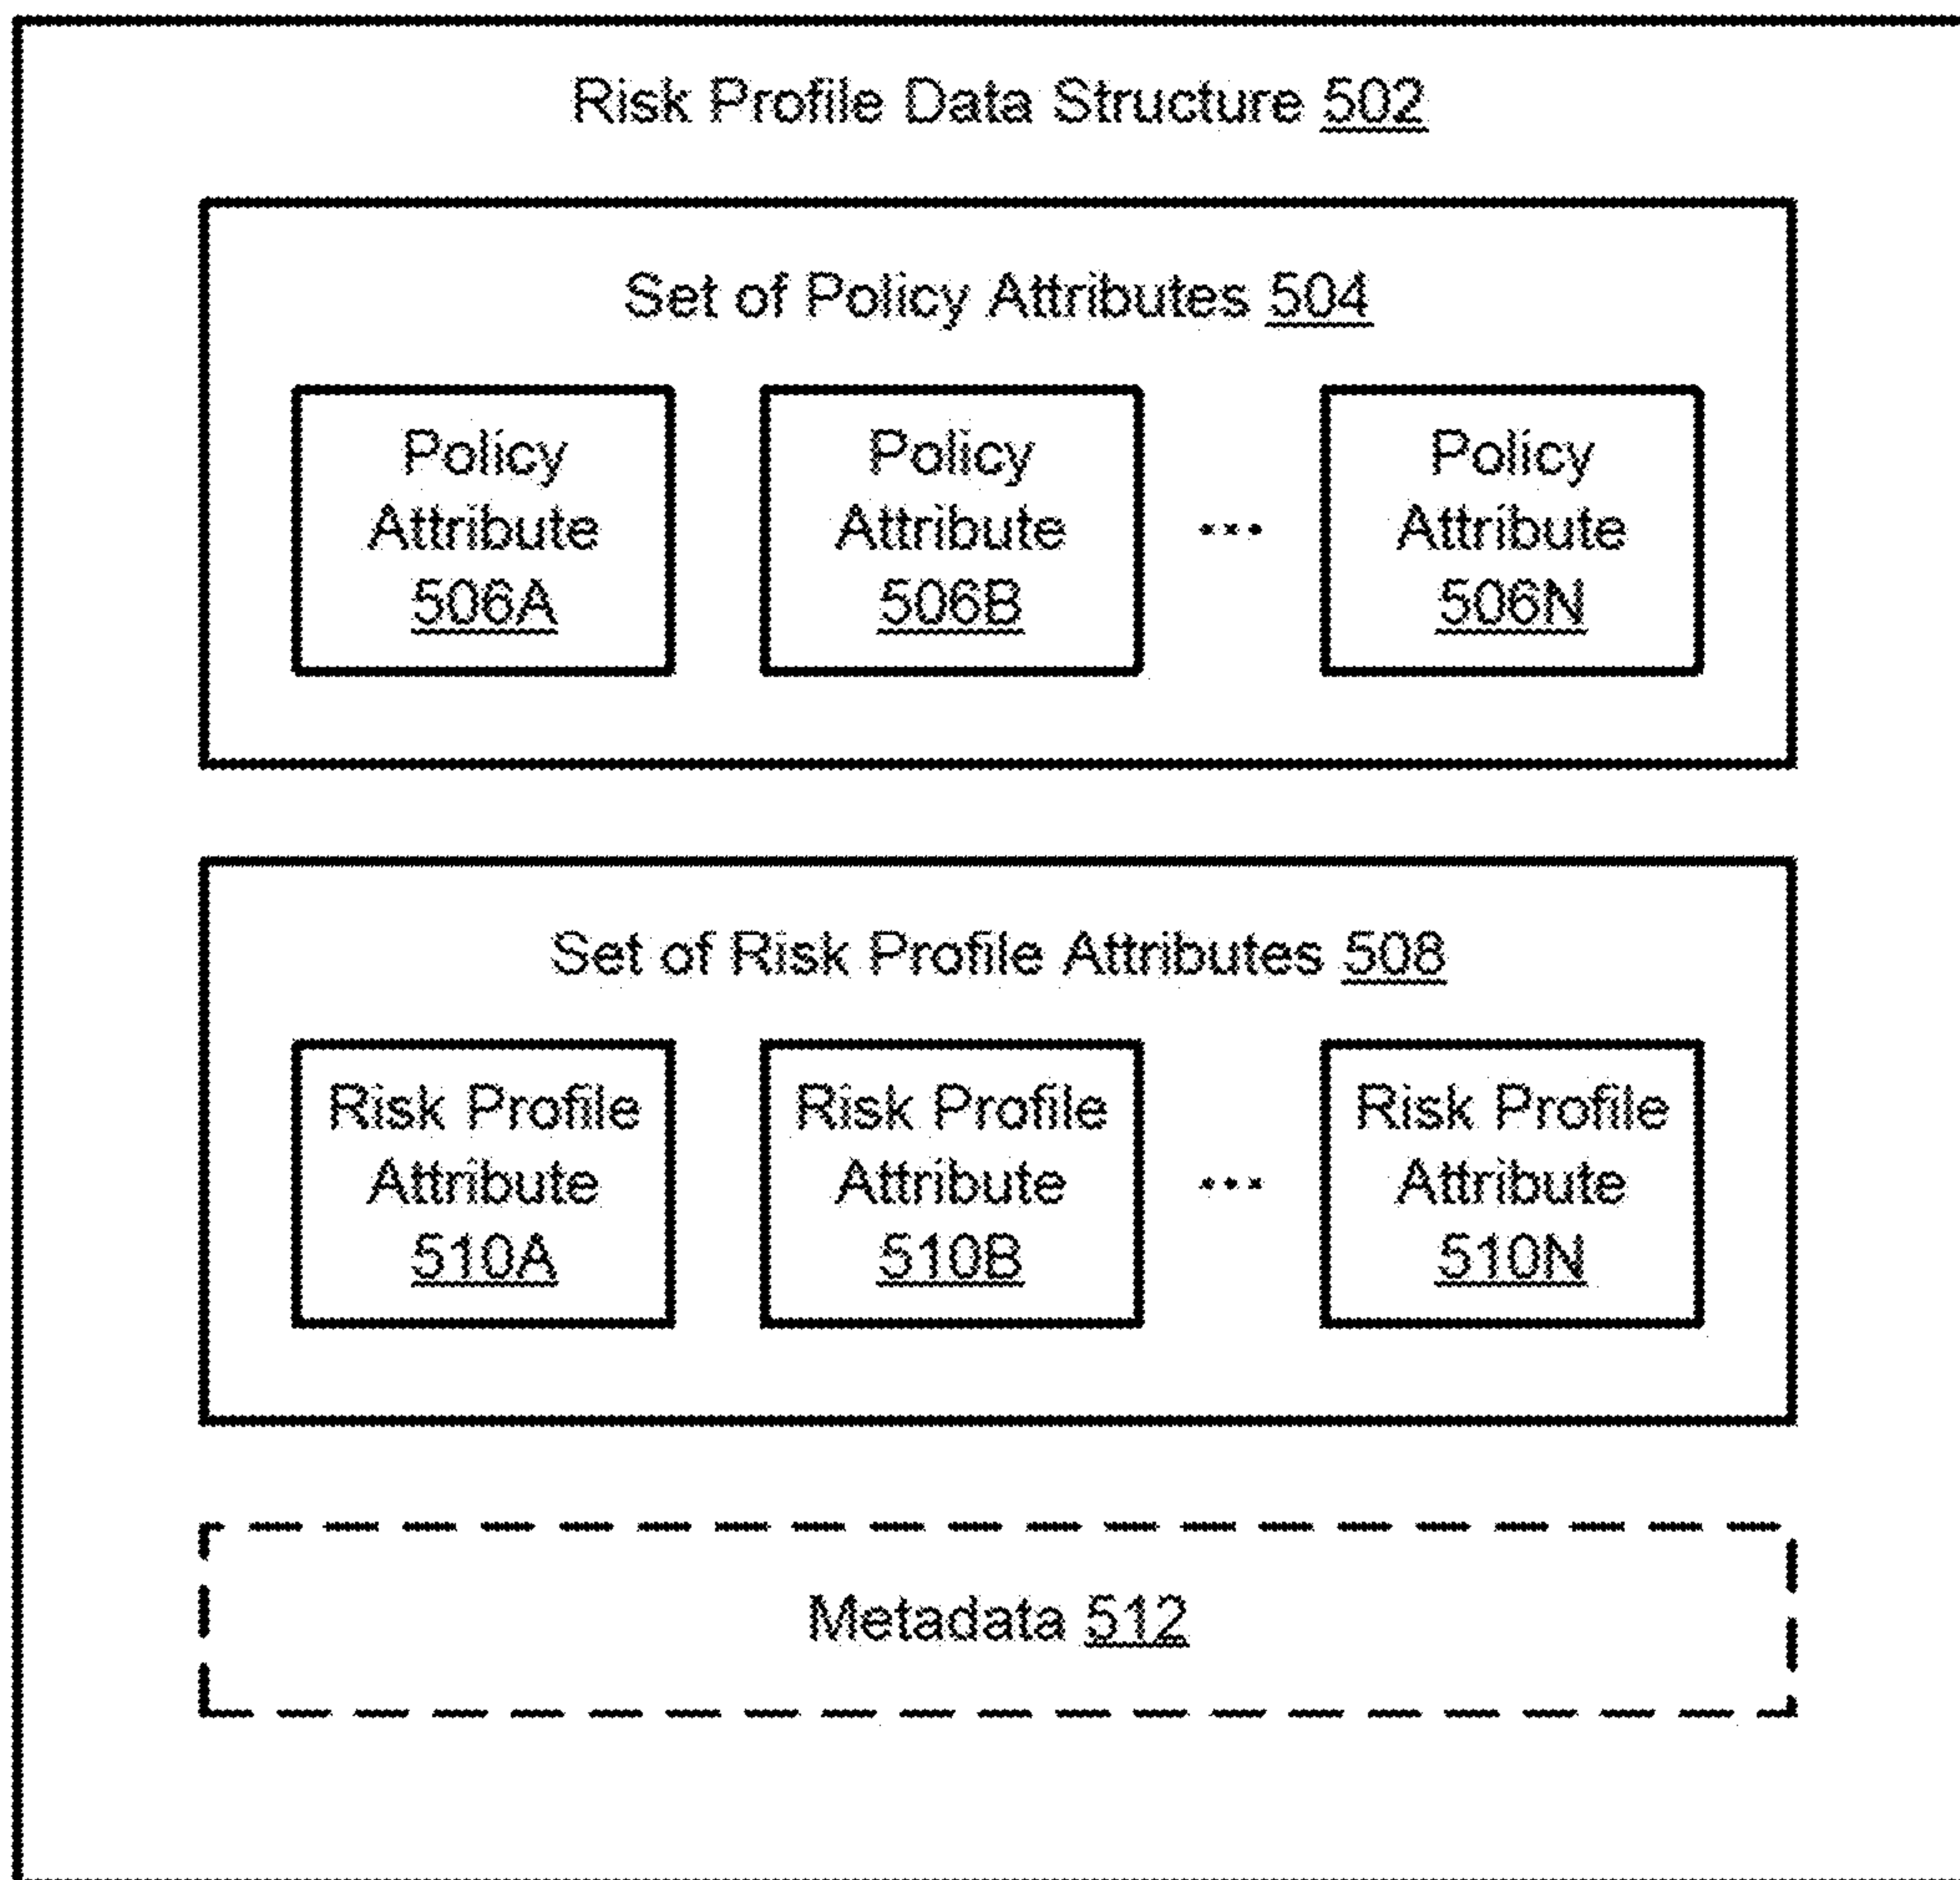 Risk Profile Data Structure 502
Set of Policy Attributes 504
Policy
Attribute
506A
Policy
Attribute
506B
...
Policy
Attribute
506N
Set of Risk Profile Attributes 508
Risk Profile
Attribute
510A
Risk Profile
Attribute
510B
...
Risk Profile
Attribute
510N
Metadata 512